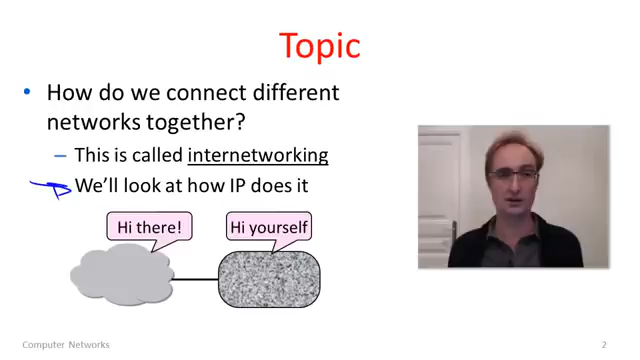 Topic
• How do we connect different
networks together?
– This is called internetworking
We'll look at how IP does it
Hi there!
Hi yourself
Computer Networks
2